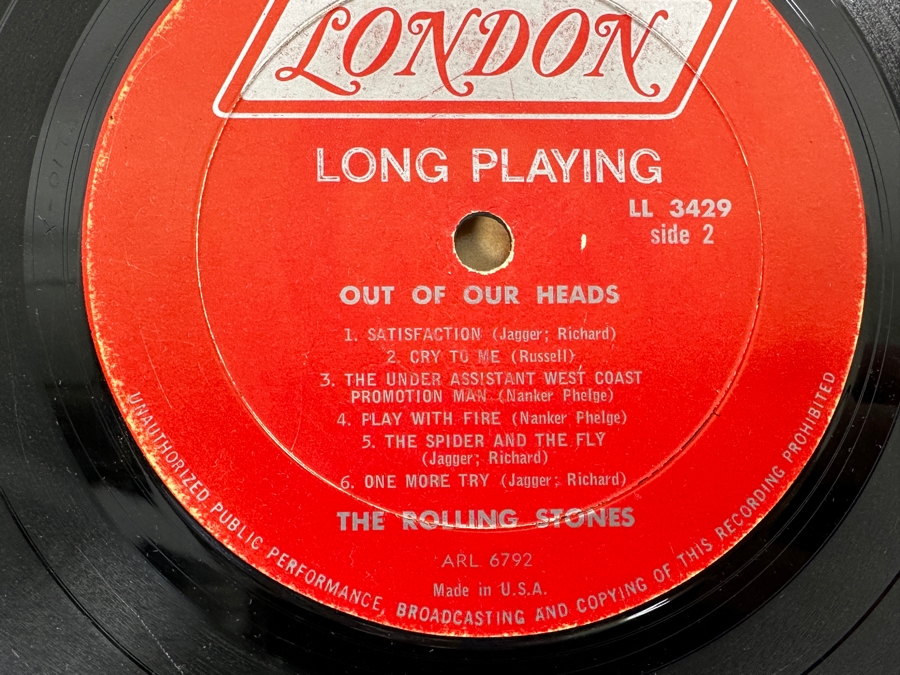 LONDON
LONG PLAYING
LL 3429
side 2
OUT OF OUR HEADS
1. SATISFACTION (Jagger; Richard)
2. CRY TO ME (Russell)
3. THE UNDER ASSISTANT WEST COAST
PROMOTION MAN (Nanker Phelge)
4. PLAY WITH FIRE (Nanker Phelge)
5. THE SPIDER AND THE FLY
(Jagger; Richard)
6. ONE MORE TRY (Jagger; Richard)
THE ROLLING STONES
ARL 6792
Made in U.S.A.
UNAUTHORIZED PUBLIC PERFORMANCE, BROADCASTING AND COPYING OF THIS RECORDING PROHIBITED